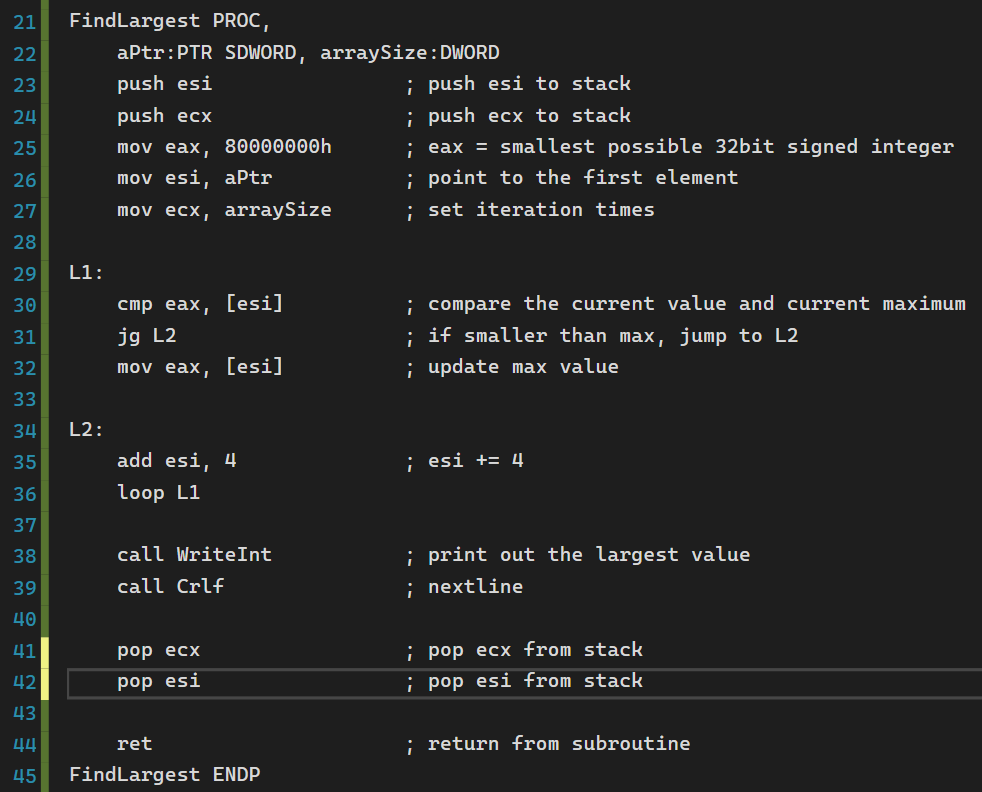 21 FindLargest PROC,
22     aPtr:PTR SDWORD, arraySize:DWORD
23     push esi                ; push esi to stack
24     push ecx                ; push ecx to stack
25     mov eax, 80000000h      ; eax = smallest possible 32bit signed integer
26     mov esi, aPtr           ; point to the first element
27     mov ecx, arraySize      ; set iteration times
28
29 L1:
30     cmp eax, [esi]          ; compare the current value and current maximum
31     jg L2                   ; if smaller than max, jump to L2
32     mov eax, [esi]          ; update max value
33
34 L2:
35     add esi, 4              ; esi += 4
36     loop L1
37
38     call WriteInt           ; print out the largest value
39     call Crlf               ; nextline
40
41     pop ecx                 ; pop ecx from stack
42     pop esi                 ; pop esi from stack
43
44     ret                     ; return from subroutine
45 FindLargest ENDP